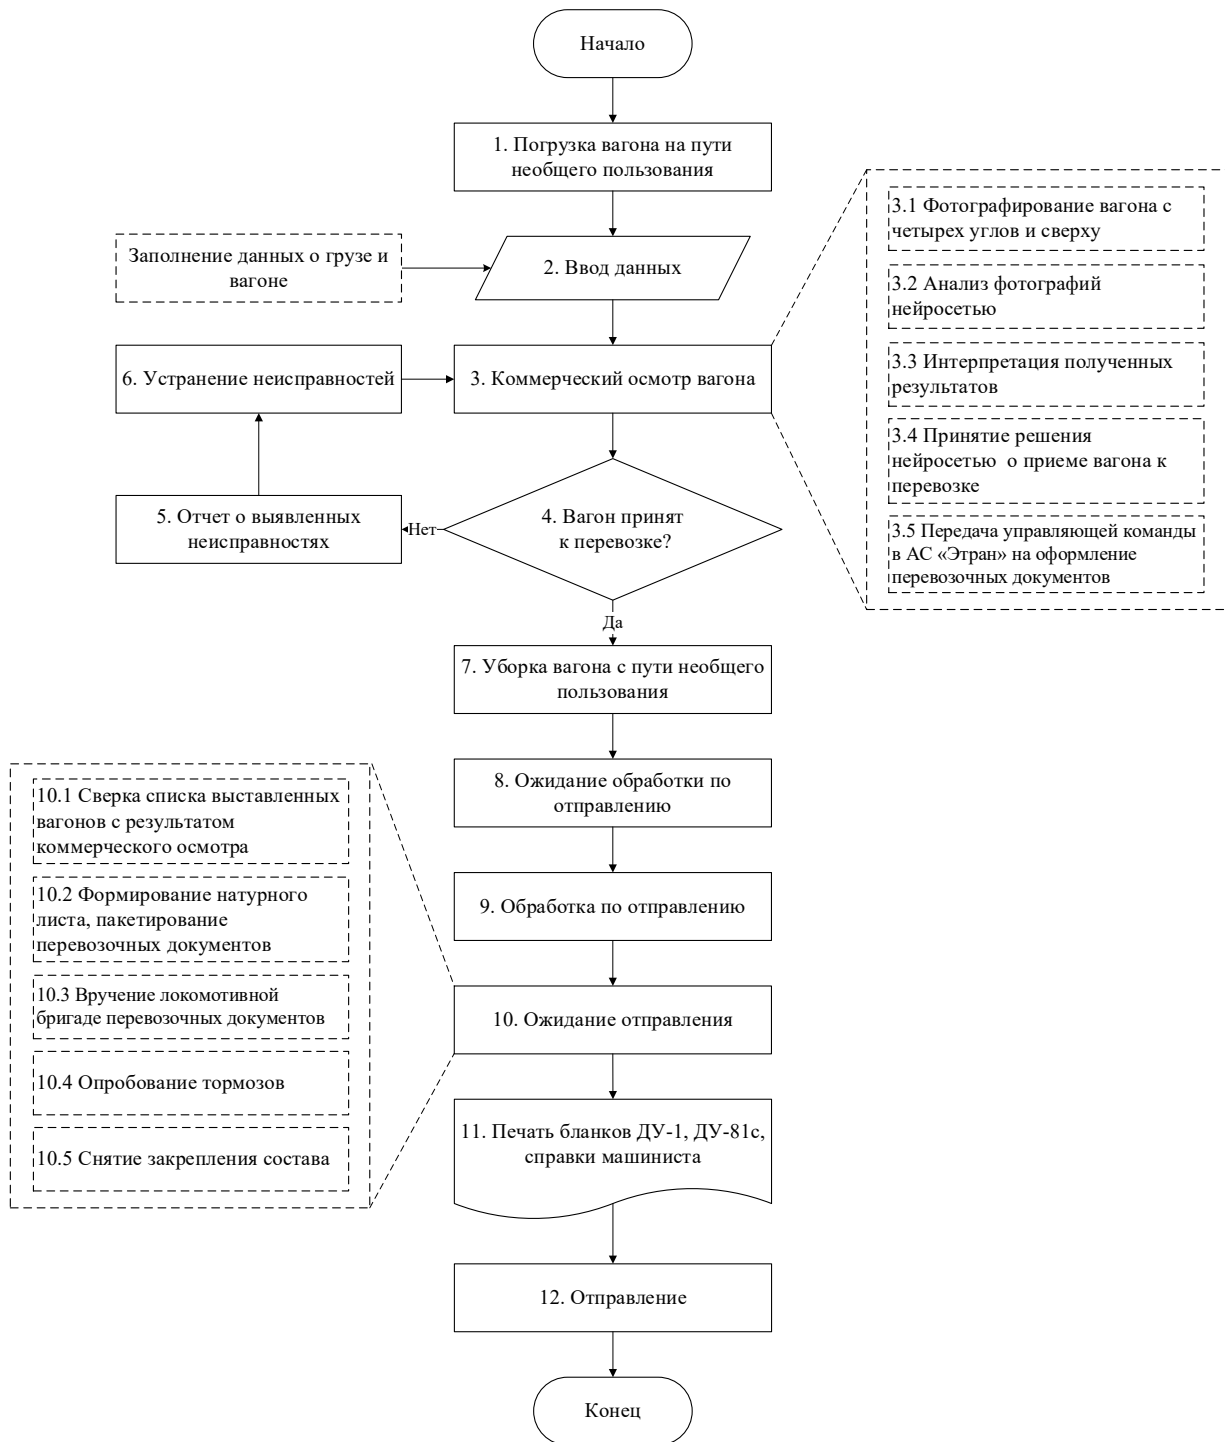 Начало
1. Погрузка вагона на пути
необщего пользования
Заполнение данных о грузе и
вагоне
2. Ввод данных
6. Устранение неисправностей
3. Коммерческий осмотр вагона
3.1 Фотографирование вагона с
четырех углов и сверху
3.2 Анализ фотографий
нейросетью
3.3 Интерпретация полученных
результатов
3.4 Принятие решения
нейросетью о приеме вагона к
перевозке
3.5 Передача управляющей команды
в АС «Этран» на оформление
перевозочных документов
5. Отчет о выявленных
неисправностях
Нет
4. Вагон принят
к перевозке?
Да
7. Уборка вагона с пути необщего
пользования
8. Ожидание обработки по
отправлению
9. Обработка по отправлению
10. Ожидание отправления
10.1 Сверка списка выставленных
вагонов с результатом
коммерческого осмотра
10.2 Формирование натурного
листа, пакетирование
перевозочных документов
10.3 Вручение локомотивной
бригаде перевозочных документов
10.4 Опробование тормозов
10.5 Снятие закрепления состава
11. Печать бланков ДУ-1, ДУ-81с,
справки машиниста
12. Отправление
Конец